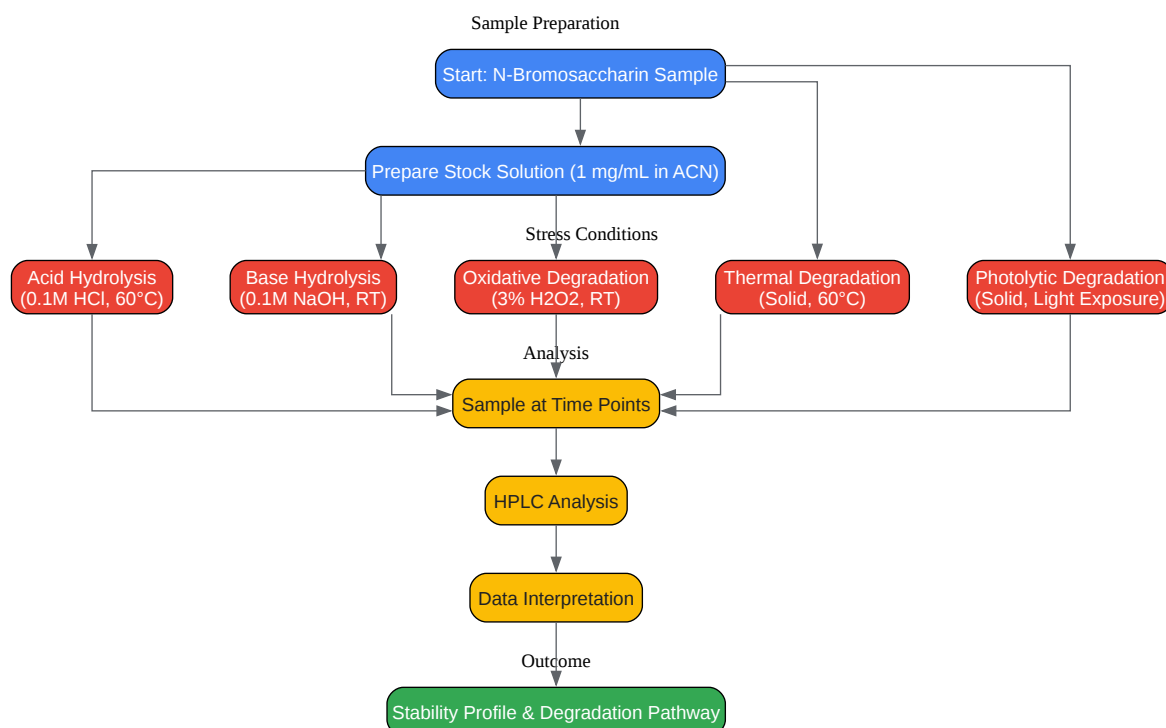 Sample Preparation
Start: N-Bromosaccharin Sample
Prepare Stock Solution (1 mg/mL in ACN)
Stress Conditions
Acid Hydrolysis
(0.1M HCl, 60°C)
Base Hydrolysis
(0.1M NaOH, RT)
Oxidative Degradation
(3% H2O2, RT)
Thermal Degradation
(Solid, 60°C)
Photolytic Degradation
(Solid, Light Exposure)
Analysis
Sample at Time Points
HPLC Analysis
Data Interpretation
Outcome
Stability Profile & Degradation Pathway